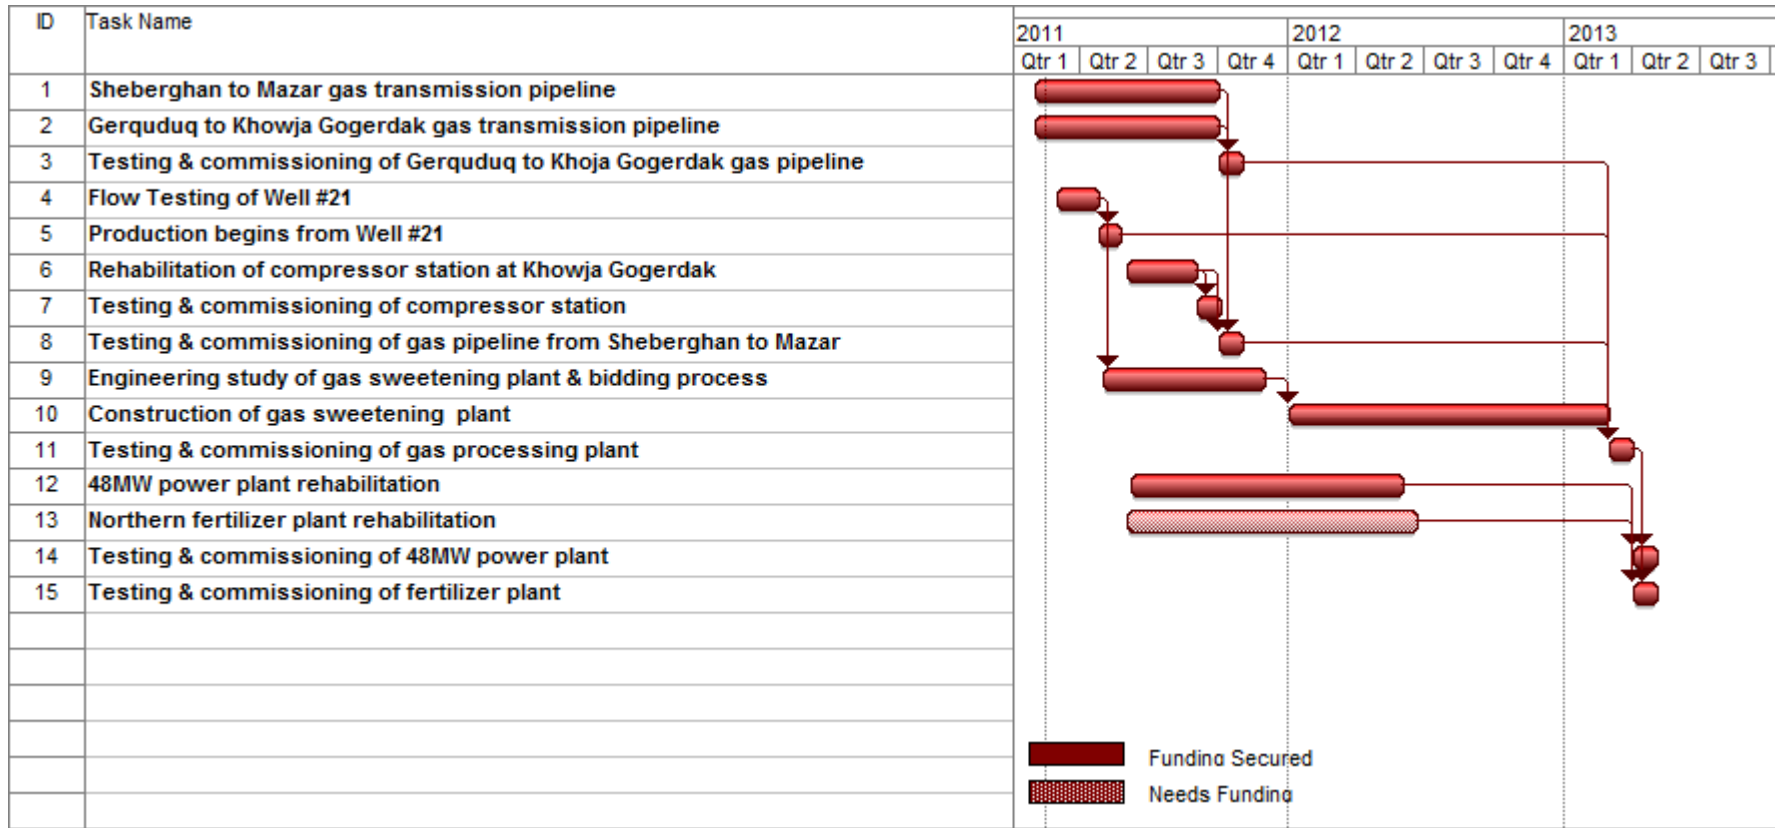 ID Task Name
2011 2012 2013
Qtr 1 Qtr 2 Qtr 3 Qtr 4 Qtr 1 Qtr 2 Qtr 3 Qtr 4 Qtr 1 Qtr 2 Qtr 3
1 Sheberghan to Mazar gas transmission pipeline
2 Gerquduq to Khowja Gogerdak gas transmission pipeline
3 Testing & commissioning of Gerquduq to Khoja Gogerdak gas pipeline
4 Flow Testing of Well #21
5 Production begins from Well #21
6 Rehabilitation of compressor station at Khowja Gogerdak
7 Testing & commissioning of compressor station
8 Testing & commissioning of gas pipeline from Sheberghan to Mazar
9 Engineering study of gas sweetening plant & bidding process
10 Construction of gas sweetening plant
11 Testing & commissioning of gas processing plant
12 48MW power plant rehabilitation
13 Northern fertilizer plant rehabilitation
14 Testing & commissioning of 48MW power plant
15 Testing & commissioning of fertilizer plant
Funding Secured
Needs Funding